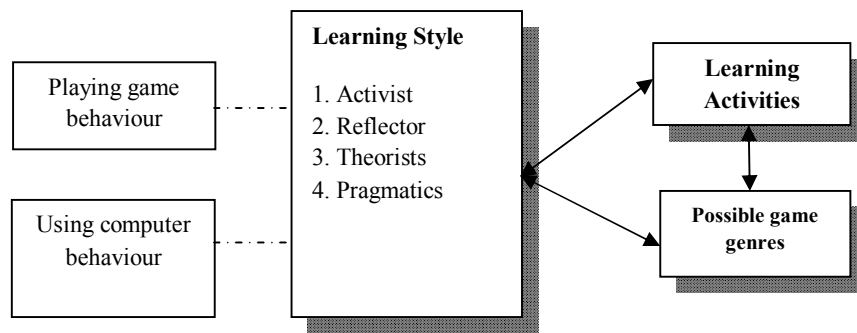 Playing game
behaviour
Using computer
behaviour
Learning Style
1. Activist
2. Reflector
3. Theorists
4. Pragmatics
Learning
Activities
Possible game
genres